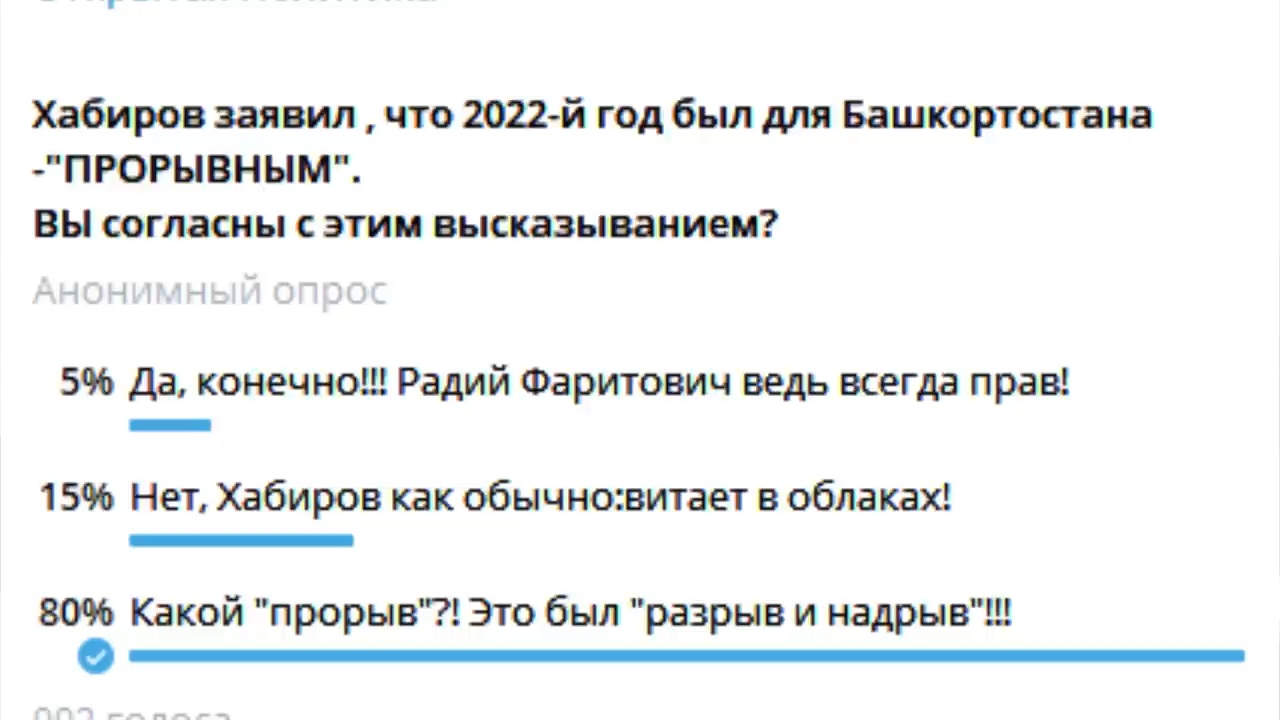 Хабиров заявил , что 2022-й год был для Башкортостана
-"ПРОРЫВНЫМ".
ВЫ согласны с этим высказыванием?
Анонимный опрос
5% Да, конечно!!! Радий Фаритович ведь всегда прав!
15% Нет, Хабиров как обычно:витает в облаках!
80% Какой "прорыв"?! Это был "разрыв и надрыв"!!!
голоса